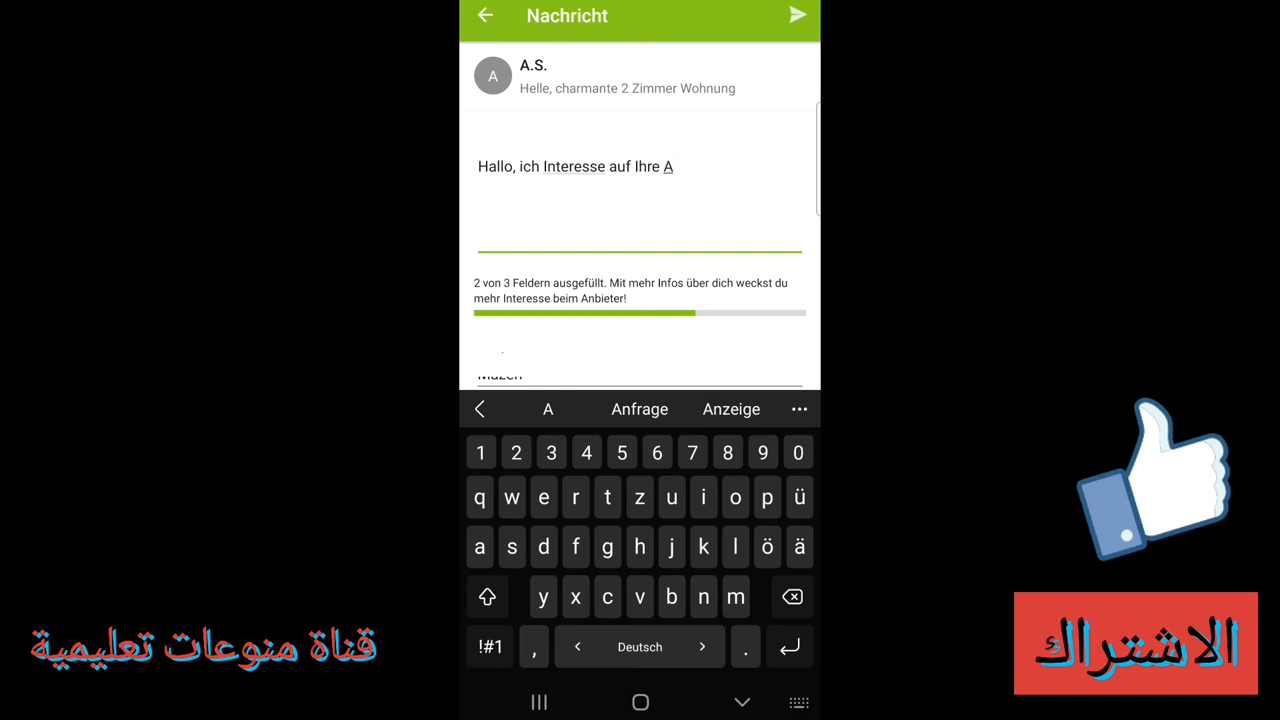 Nachricht
A
A.S.
Helle, charmante 2 Zimmer Wohnung
Hallo, ich Interesse auf Ihre A
2 von 3 Feldern ausgefüllt. Mit mehr Infos über dich weckst du
mehr Interesse beim Anbieter!
A Anfrage Anzeige
1 2 3 4 5 6 7 8 9 0
q w e r t z u i o p ü
a s d f g h j k l ö ä
y x c v b n m
!#1 , < Deutsch > .
قناة منوعات تعليمية
الاشتراك